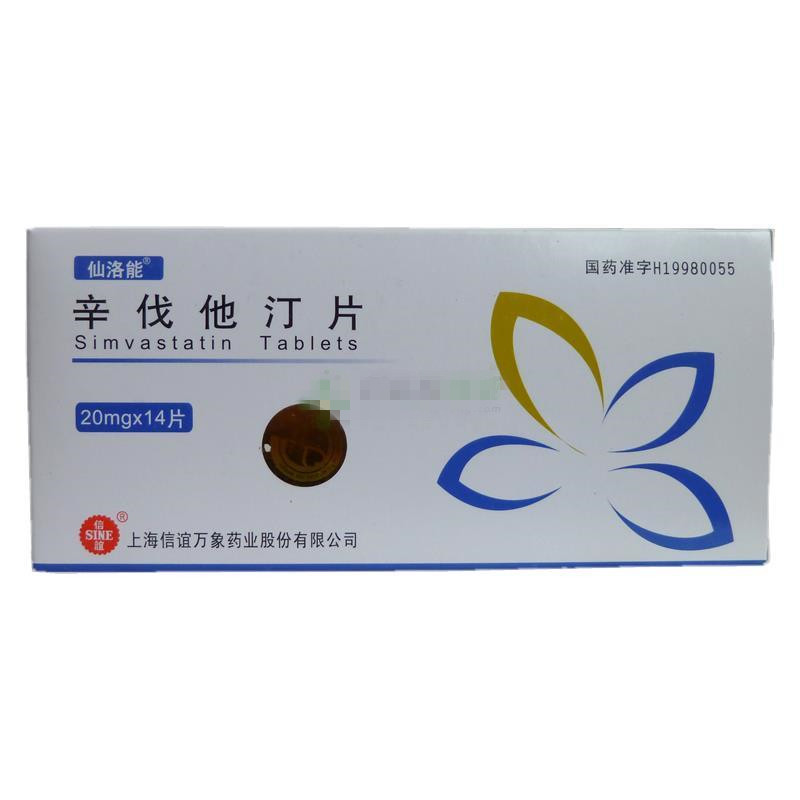 仙洛能®
国药准字H19980055
辛伐他汀片
Simvastatin Tablets
20mgx14片
信
SINE
誼
®
上海信谊万象药业股份有限公司